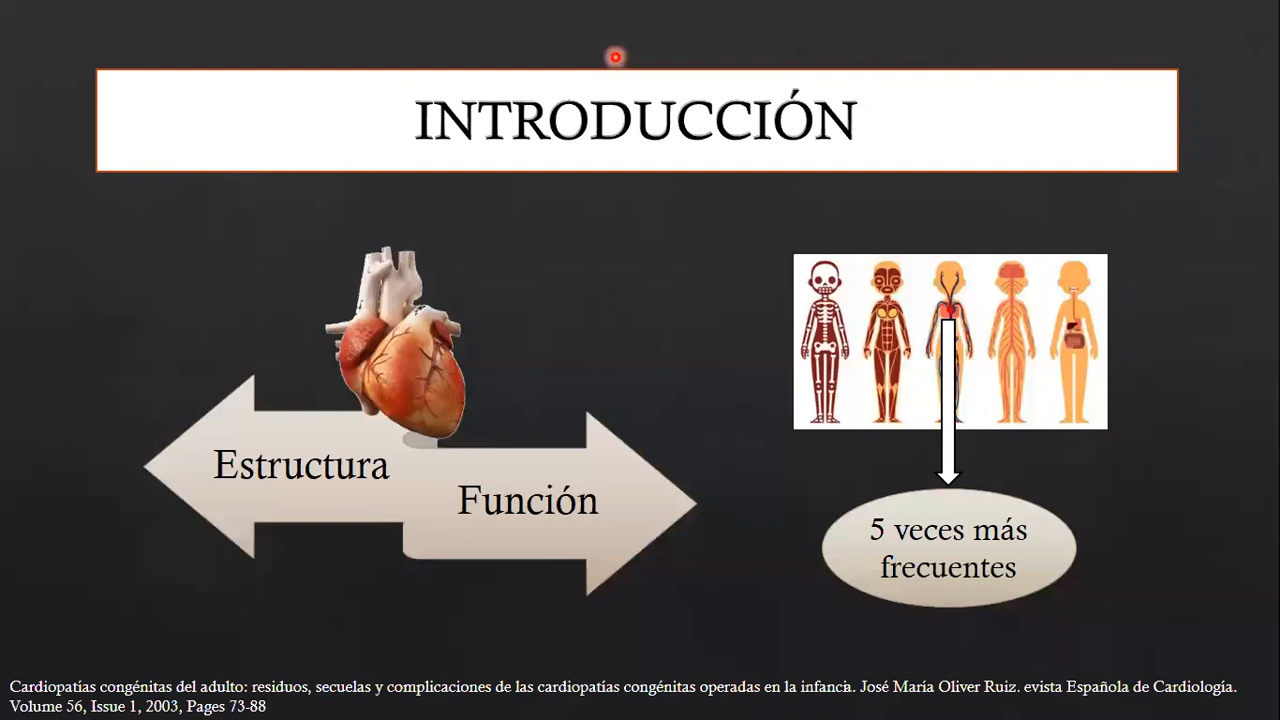 INTRODUCCIÓN
Estructura
Función
5 veces más
frecuentes
Cardiopatías congénitas del adulto: residuos, secuelas y complicaciones de las cardiopatías congénitas operadas en la infancia. José María Oliver Ruiz. evista Española de Cardiología.
Volume 56, Issue 1, 2003, Pages 73-88